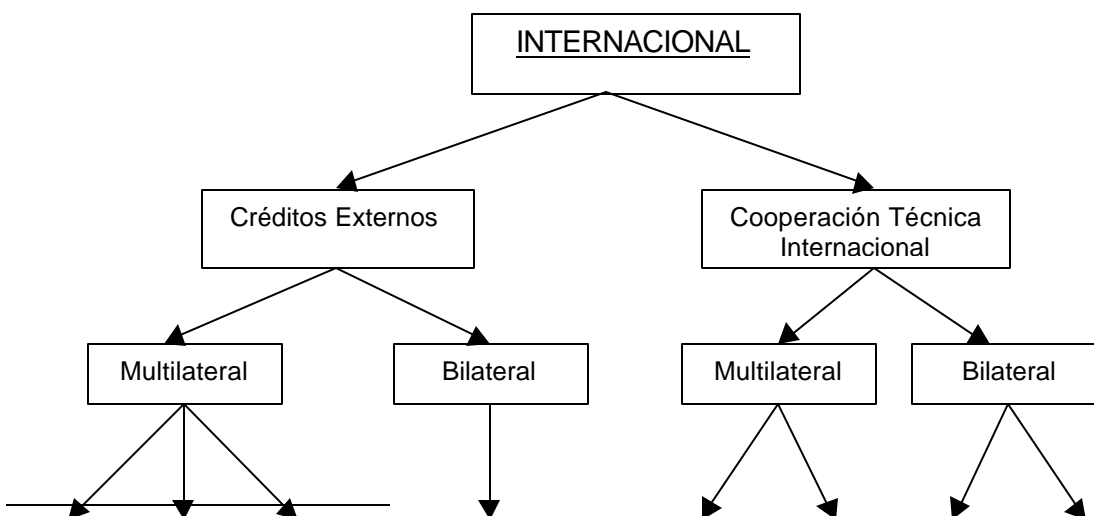 INTERNACIONAL
Créditos Externos
Cooperación Técnica
Internacional
Multilateral
Bilateral
Multilateral
Bilateral